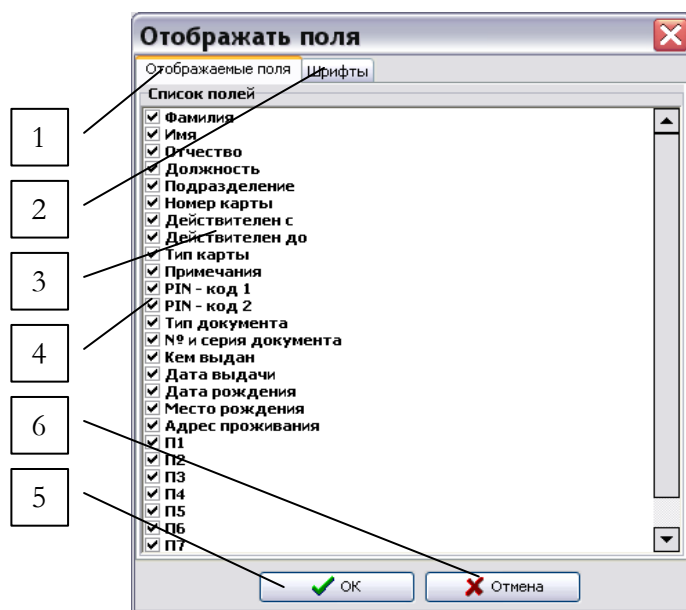 Отображать поля
Отображаемые поля Шрифты
Список полей
Фамилия
Имя
Отчество
Должность
Подразделение
Номер карты
Действителен с
Действителен до
Тип карты
Примечания
PIN - код 1
PIN - код 2
Тип документа
№ и серия документа
Кем выдан
Дата выдачи
Дата рождения
Место рождения
Адрес проживания
П1
П2
П3
П4
П5
П6
П7
ОК Отмена
1
2
3
4
6
5